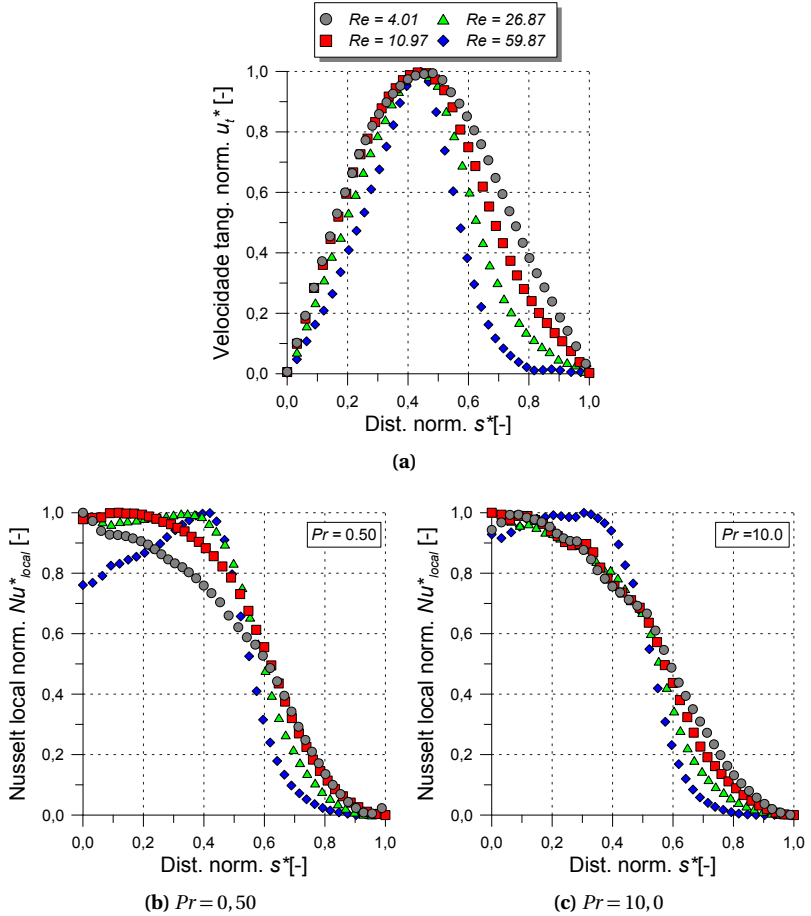 Re = 4.01 Re = 26.87
Re = 10.97 Re = 59.87
Velocidade tang. norm. u_t* [-]
1,0
0,8
0,6
0,4
0,2
0,0
0,0 0,2 0,4 0,6 0,8 1,0
Dist. norm. s*[-]
(a)
Nusselt local norm. Nu*_local [-]
1,0
0,8
0,6
0,4
0,2
0,0
Pr = 0.50
0,0 0,2 0,4 0,6 0,8 1,0
Dist. norm. s*[-]
(b) Pr = 0,50
Nusselt local norm. Nu*_local [-]
1,0
0,8
0,6
0,4
0,2
0,0
Pr =10.0
0,0 0,2 0,4 0,6 0,8 1,0
Dist. norm. s*[-]
(c) Pr = 10,0